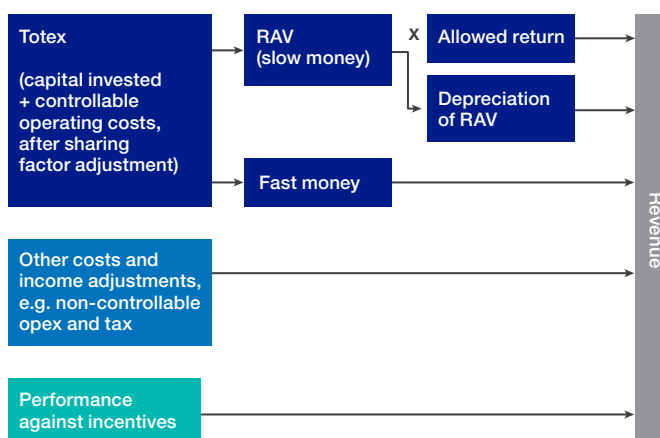 Totex
(capital invested
+ controllable
operating costs,
after sharing
factor adjustment)
RAV
(slow money)
X
Allowed return
Depreciation
of RAV
Fast money
Other costs and
income adjustments,
e.g. non-controllable
opex and tax
Performance
against incentives
Revenue